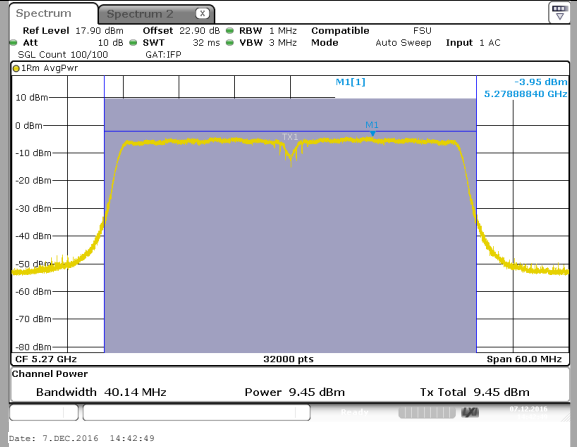 Spectrum
Spectrum 2
X
Ref Level 17.90 dBm Offset 22.90 dB RBW 1 MHz Compatible FSU
Att 10 dB SWT 32 ms VBW 3 MHz Mode Auto Sweep Input 1 AC
SGL Count 100/100 GAT:IFP
1Rm AvgPwr
M1[1] -3.95 dBm
5.27888840 GHz
10 dBm
0 dBm
M1
TX1
-10 dBm
-20 dBm
-30 dBm
-40 dBm
-50 dBm
-60 dBm
-70 dBm
-80 dBm
CF 5.27 GHz 32000 pts Span 60.0 MHz
Channel Power
Bandwidth 40.14 MHz Power 9.45 dBm Tx Total 9.45 dBm
Ready 07.12.2016
Date: 7.DEC.2016 14:42:49